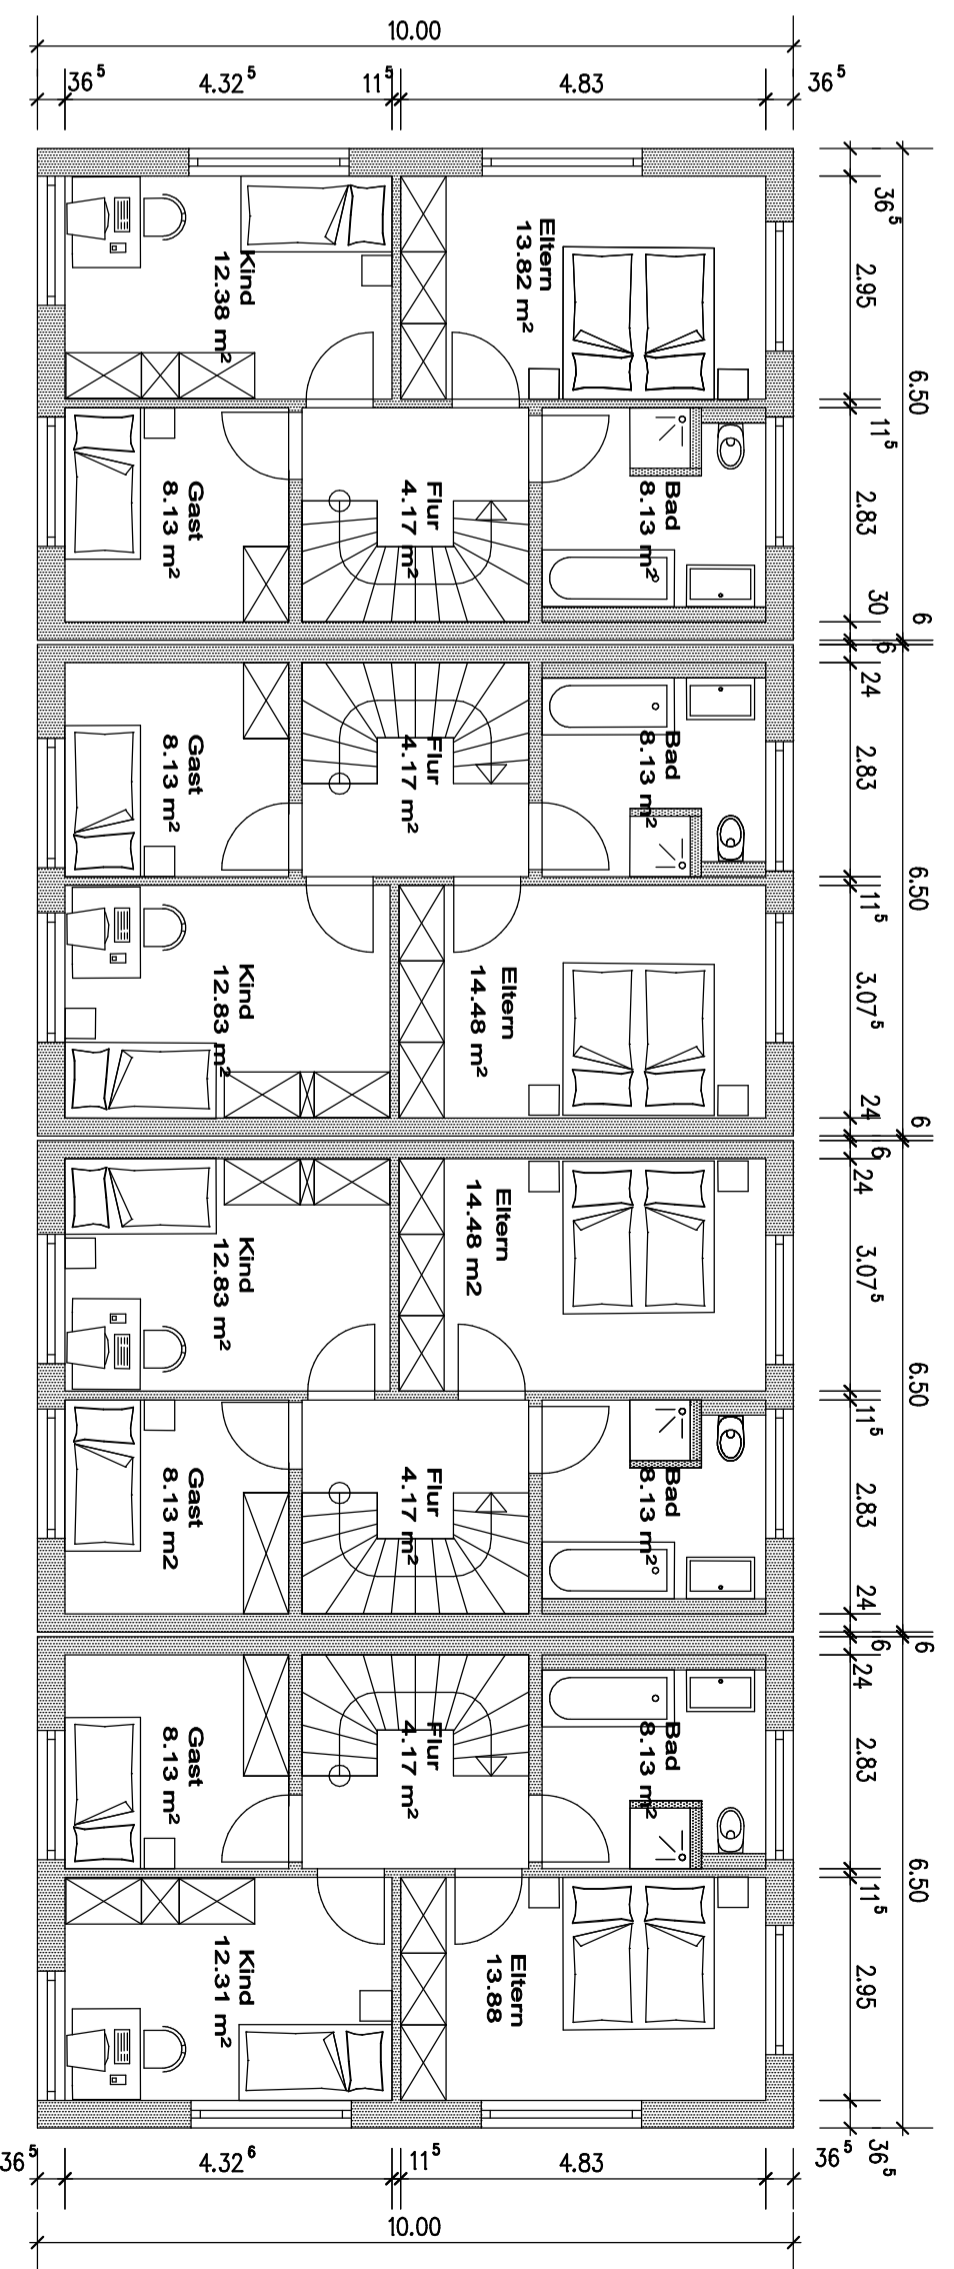 10.00
36⁵ 4.32⁵ 11⁵ 4.83 36⁵
Kind
12.38 m²
Eltern
13.82 m²
36⁵
2.95
6.50
11⁵
Gast
8.13 m²
Flur
4.17 m²
Bad
8.13 m²
2.83
30
6
6
24
Gast
8.13 m²
Flur
4.17 m²
Bad
8.13 m²
2.83
6.50
11⁵
Kind
12.83 m²
Eltern
14.48 m²
3.07⁵
24
6
6
24
Kind
12.83 m²
Eltern
14.48 m2
3.07⁵
6.50
11⁵
Gast
8.13 m2
Flur
4.17 m²
Bad
8.13 m²
2.83
24
6
6
24
Gast
8.13 m²
Flur
4.17 m²
Bad
8.13 m²
2.83
6.50
11⁵
Kind
12.31 m²
Eltern
13.88
2.95
36⁵
36⁵ 4.32⁶ 11⁵ 4.83 36⁵
10.00